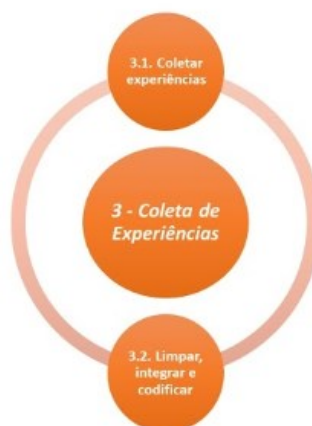 3.1. Coletar
experiências
3 - Coleta de
Experiências
3.2. Limpar,
integrar e
codificar